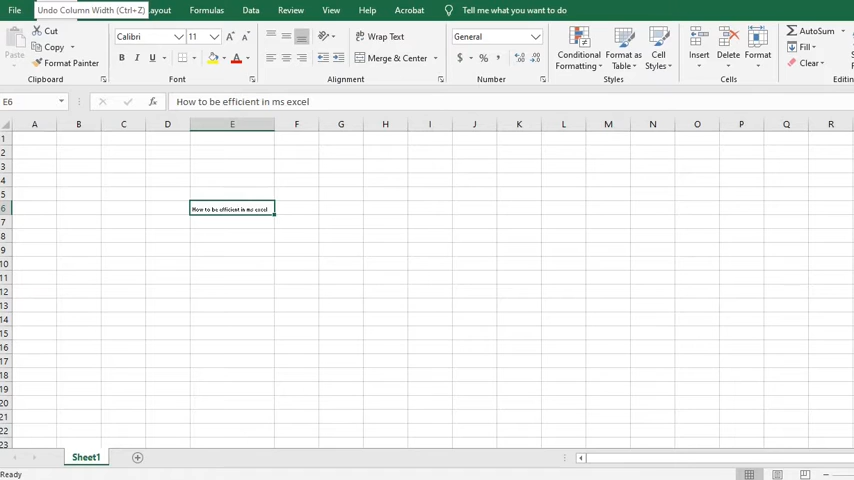 File Undo Column Width (Ctrl+Z) ayout Formulas Data Review View Help Acrobat Tell me what you want to do
Cut
Copy
Paste
Format Painter
Clipboard
Calibri 11
B I U
Font
Wrap Text
Merge & Center
Alignment
General
$ % ,
Number
Conditional Formatting
Format as Table
Cell Styles
Styles
Insert Delete Format
Cells
AutoSum
Fill
Clear
Editin
E6 fx How to be efficient in ms excel
A B C D E F G H I J K L M N O P Q R
1
2
3
4
5
6 How to be efficient in ms excel
7
8
9
10
11
12
13
14
15
16
17
18
19
20
21
22
23
Sheet1
Ready